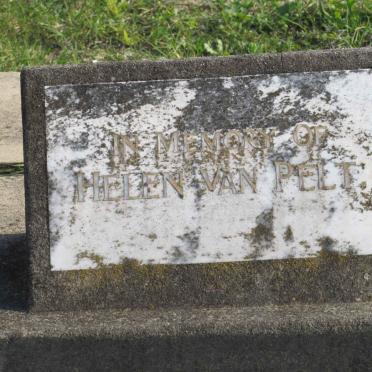 IN MEMORY OF
HELEN VAN PELT